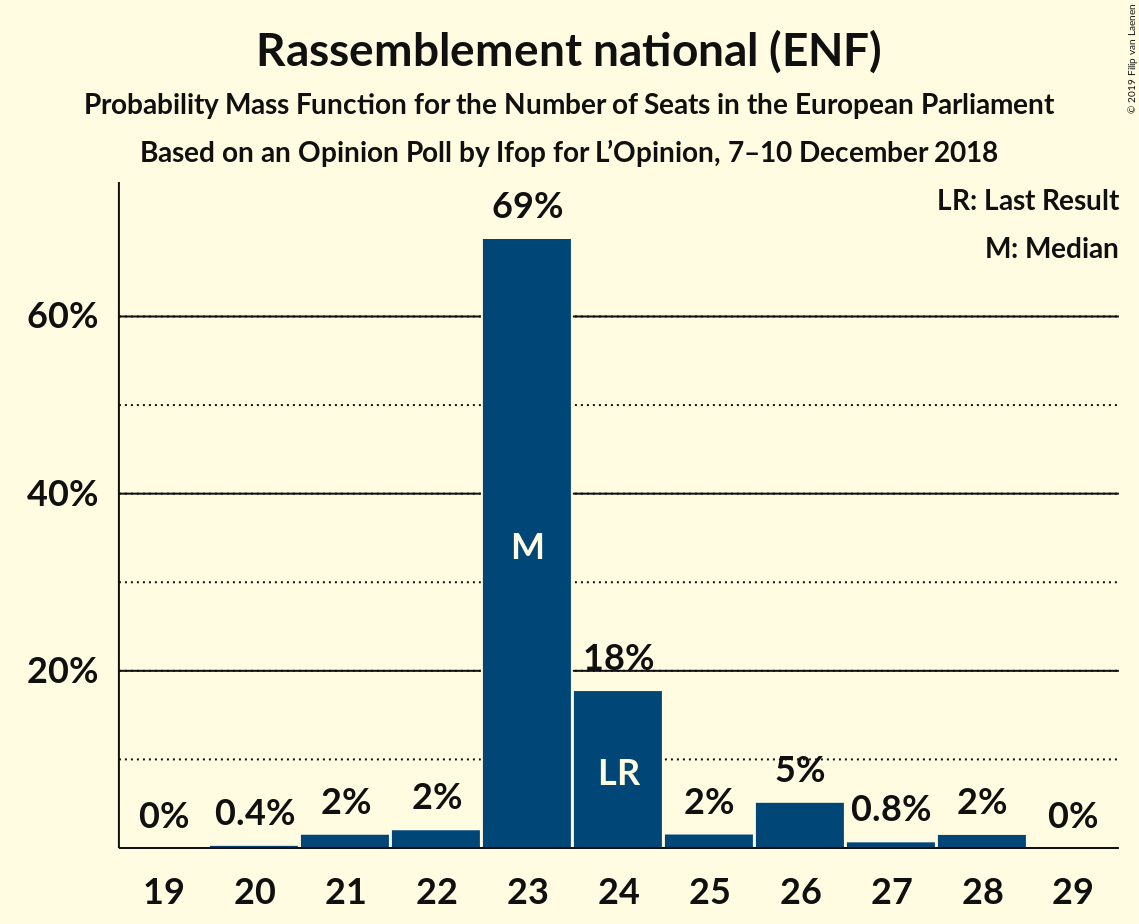 Rassemblement national (ENF)
Probability Mass Function for the Number of Seats in the European Parliament
Based on an Opinion Poll by Ifop for L’Opinion, 7–10 December 2018
© 2019 Filip van Laenen
LR: Last Result
M: Median
60%
40%
20%
0%
0.4%
2%
2%
69%
M
18%
LR
2%
5%
0.8%
2%
0%
19 20 21 22 23 24 25 26 27 28 29